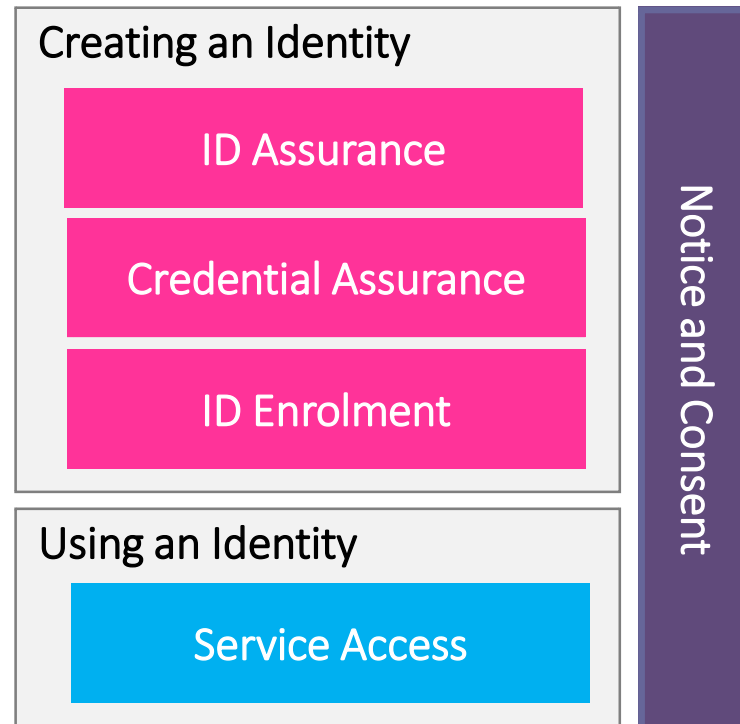 Creating an Identity
ID Assurance
Credential Assurance
ID Enrolment
Using an Identity
Service Access
Notice and Consent